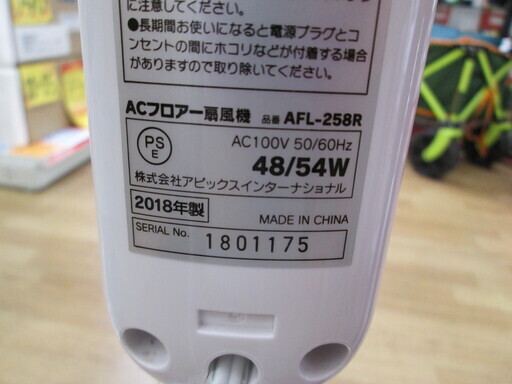 に注意してください。
●長期間お使いになると電源プラグとコ
ンセントの間にホコリなどが付着する場合
がありますので取り除いてください。
ACフロアー扇風機 品番 AFL-258R
PS
E
AC100V 50/60Hz
48/54W
株式会社アピックスインターナショナル
2018年製
MADE IN CHINA
SERIAL No. 1801175